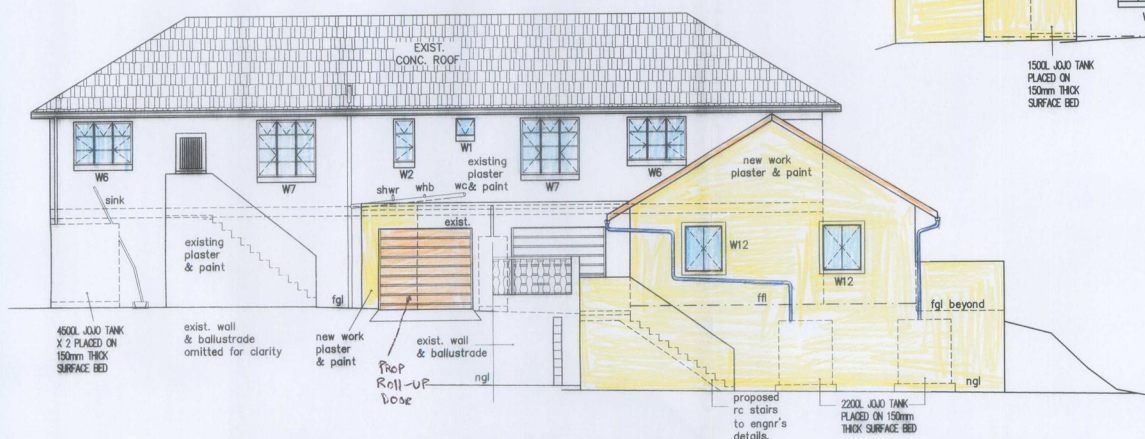 EXIST.
CONC. ROOF
1500L JOJO TANK
PLACED ON
150mm THICK
SURFACE BED
W6
W7
W2
W1
W7
W6
existing
plaster
& paint
shwr
whb
wc
sink
exist.
new work
plaster & paint
W12
W12
existing
plaster
& paint
fgl
ffl
fgl beyond
4500L JOJO TANK
X 2 PLACED ON
150mm THICK
SURFACE BED
exist. wall
& ballustrade
omitted for clarity
new work
plaster
& paint
PROP
ROLL-UP
DOOR
exist. wall
& ballustrade
ngl
ngl
proposed
rc stairs
to engnr's
details.
2200L JOJO TANK
PLACED ON 150mm
THICK SURFACE BED